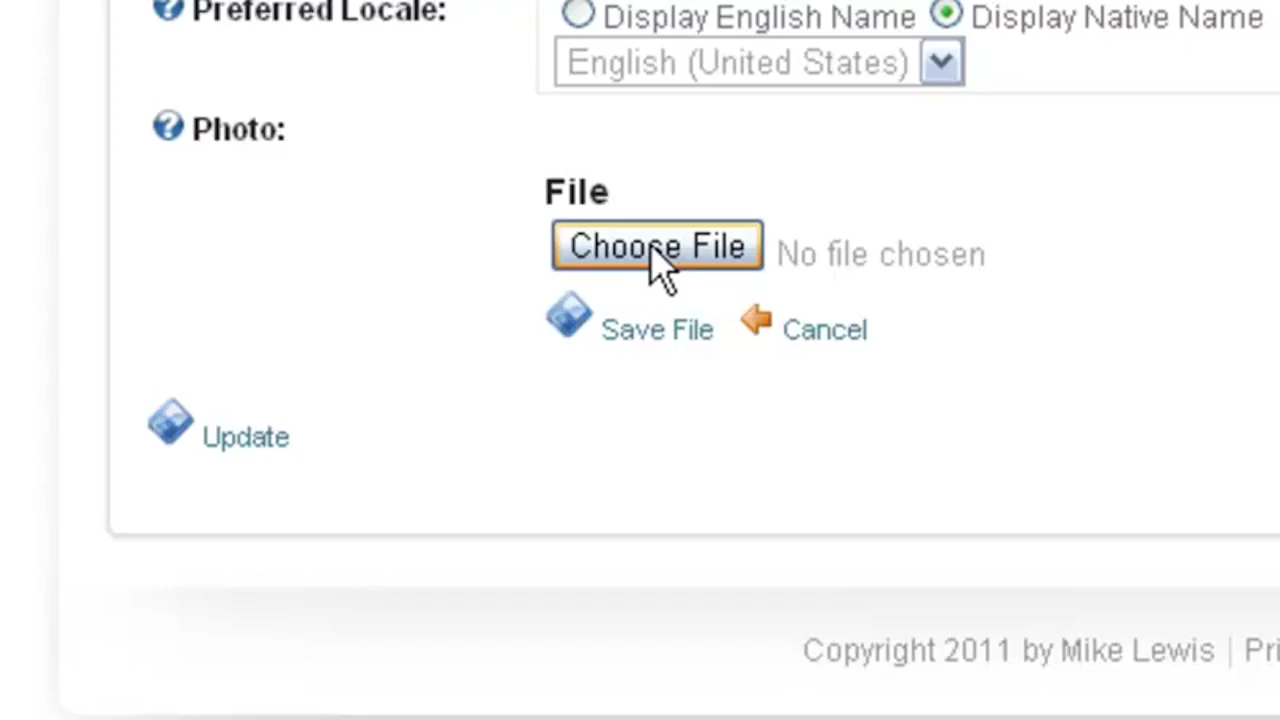 Preferred Locale: Display English Name Display Native Name
English (United States)
Photo:
File
Choose File No file chosen
Save File Cancel
Update
Copyright 2011 by Mike Lewis | Pri